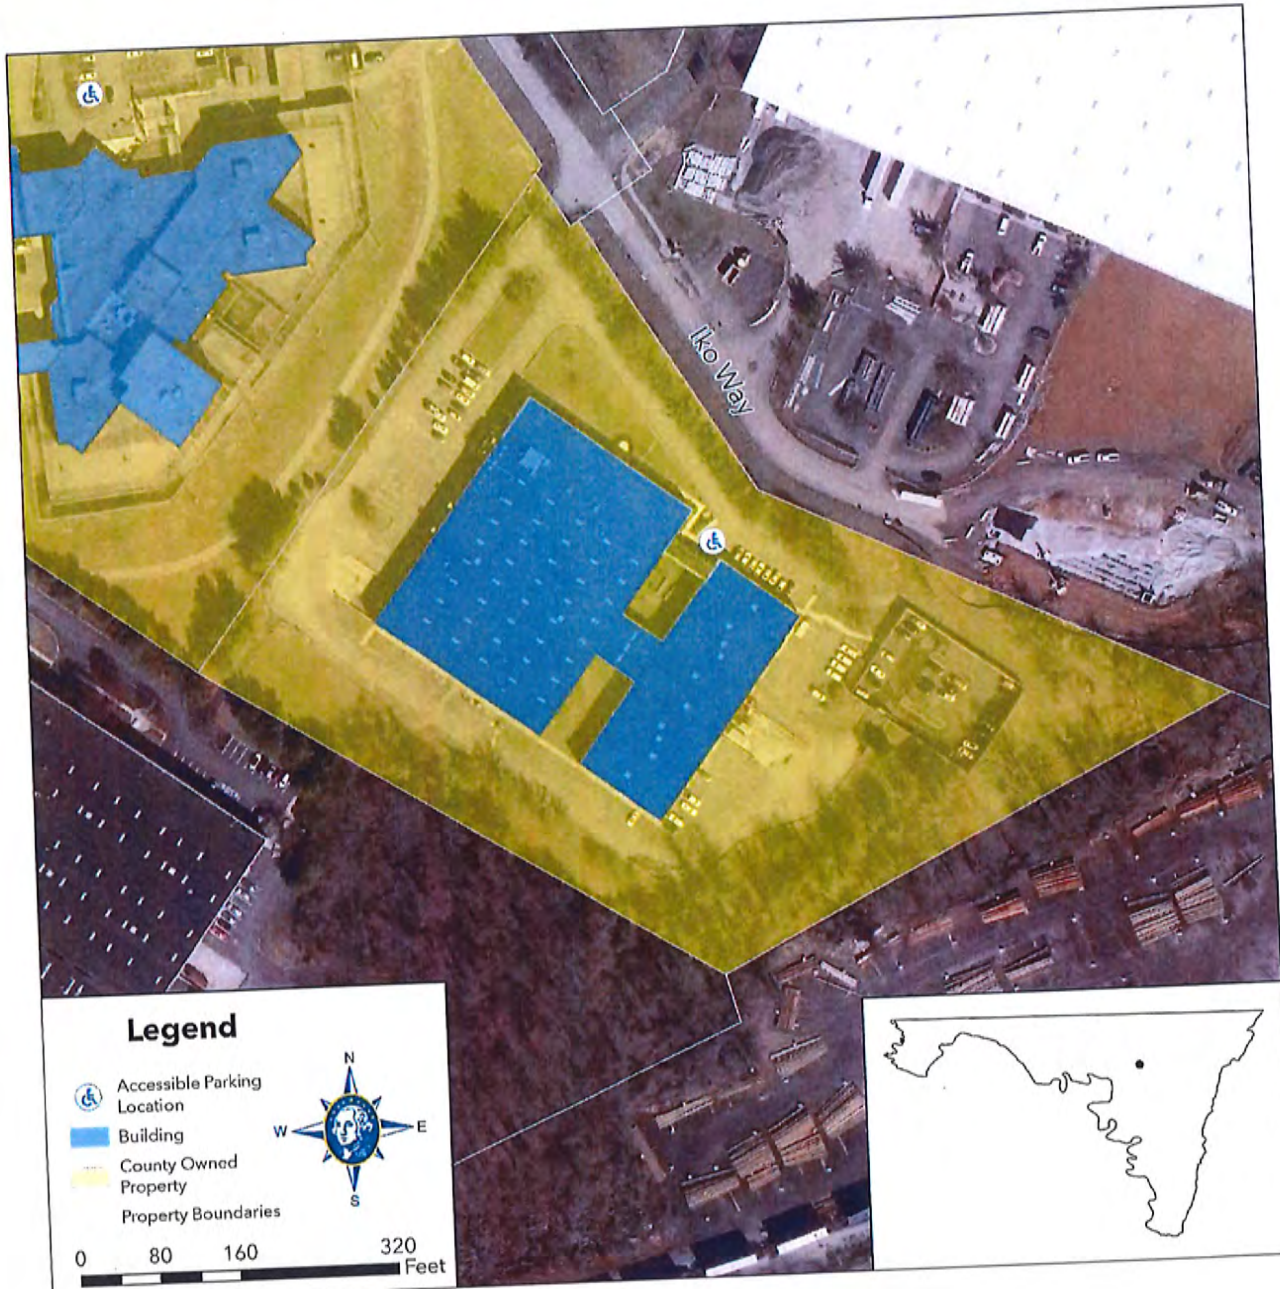 Iko Way
Legend
Accessible Parking
Location
Building
County Owned
Property
Property Boundaries
N
W
E
S
0 80 160 320
Feet